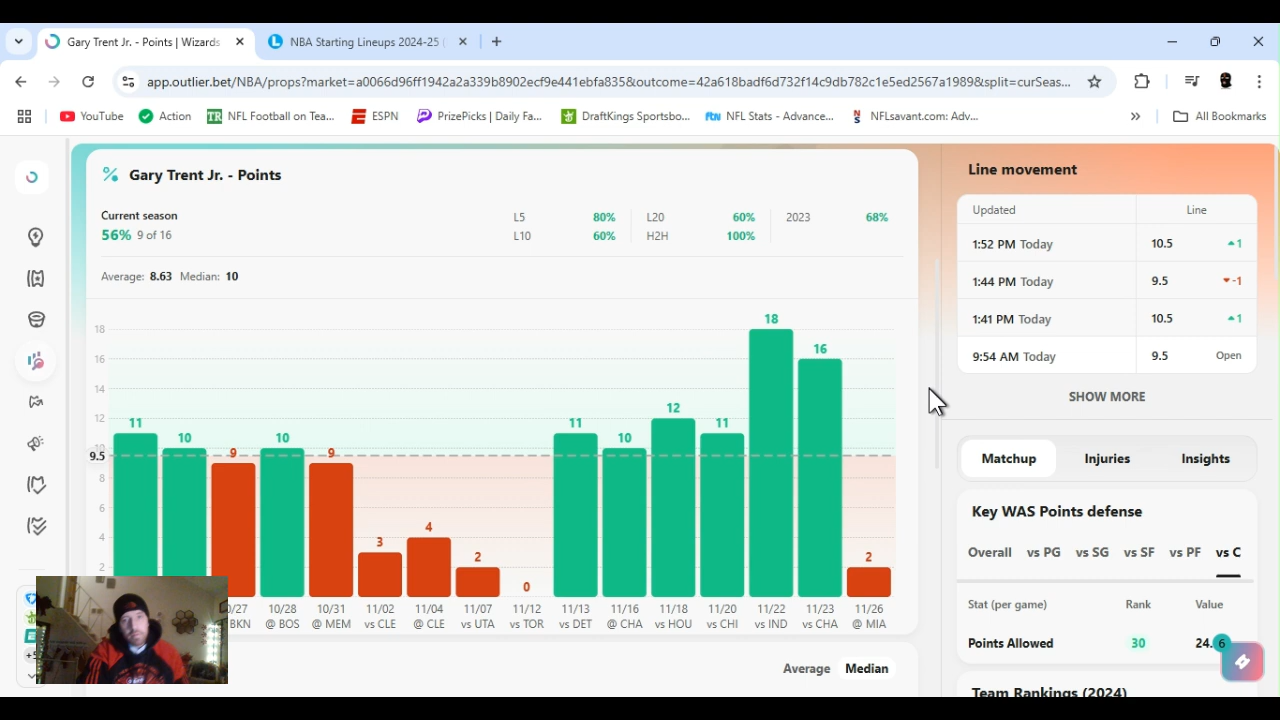 Gary Trent Jr. - Points | Wizards
NBA Starting Lineups 2024-25
app.outlier.bet/NBA/props?market=a0066d96ff1942a2a339b8902ecf9e441ebfa835&outcome=42a618badf6d732f14c9db782c1e5ed2567a1989&split=curSeas...
YouTube Action NFL Football on Tea... ESPN PrizePicks | Daily Fa... DraftKings Sportsbo... ftn NFL Stats - Advance... NFLsavant.com: Adv... » All Bookmarks
Gary Trent Jr. - Points
Current season
56% 9 of 16
L5 80% L20 60% 2023 68%
L10 60% H2H 100%
Average: 8.63 Median: 10
18
16
14
12
10
9.5
8
6
4
2
11 10 9 10 9 3 4 2 0 11 10 12 11 18 16 2
0/27 10/28 10/31 11/02 11/04 11/07 11/12 11/13 11/16 11/18 11/20 11/22 11/23 11/26
BKN @ BOS @ MEM vs CLE @ CLE vs UTA vs TOR vs DET @ CHA vs HOU vs CHI vs IND vs CHA @ MIA
Average Median
Line movement
Updated Line
1:52 PM Today 10.5 1
1:44 PM Today 9.5 -1
1:41 PM Today 10.5 1
9:54 AM Today 9.5 Open
SHOW MORE
Matchup Injuries Insights
Key WAS Points defense
Overall vs PG vs SG vs SF vs PF vs C
Stat (per game) Rank Value
Points Allowed 30 24.
6
Team Rankings (2024)